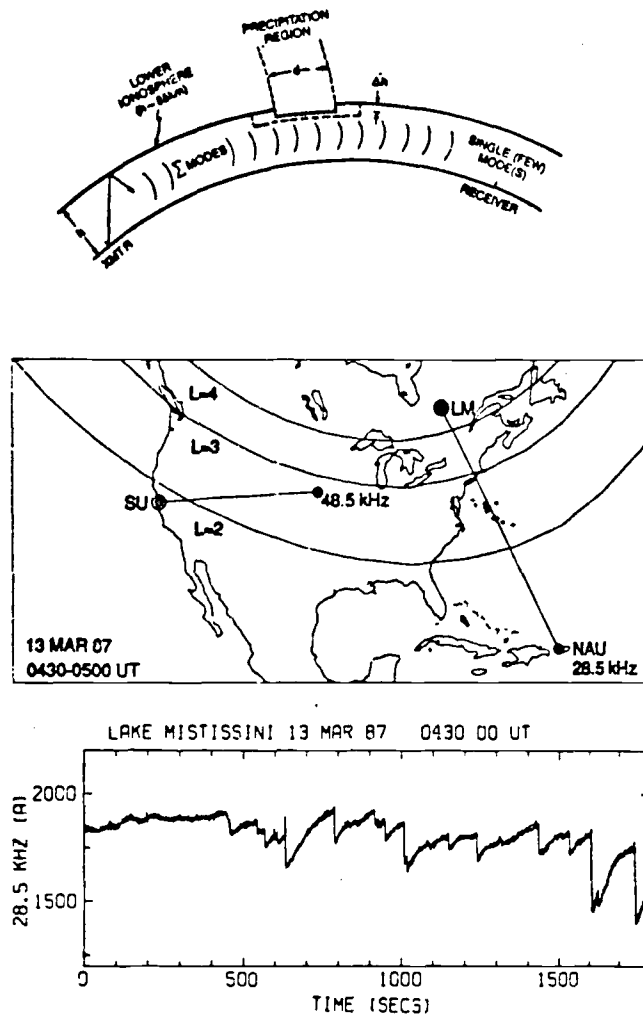 PRECIPITATION
REGION
d
LOWER
IONOSPHERE
Δh
Σ MODES
SINGLE (FEW)
MODE(S)
RECEIVER
h
XMTR
L=4
LM
L=3
SU
48.5 kHz
L=2
13 MAR 87
0430-0500 UT
NAU
28.5 kHz
LAKE MISTISSINI 13 MAR 87 0430 00 UT
28.5 KHZ (A)
2000
1500
0 500 1000 1500
TIME (SECS)